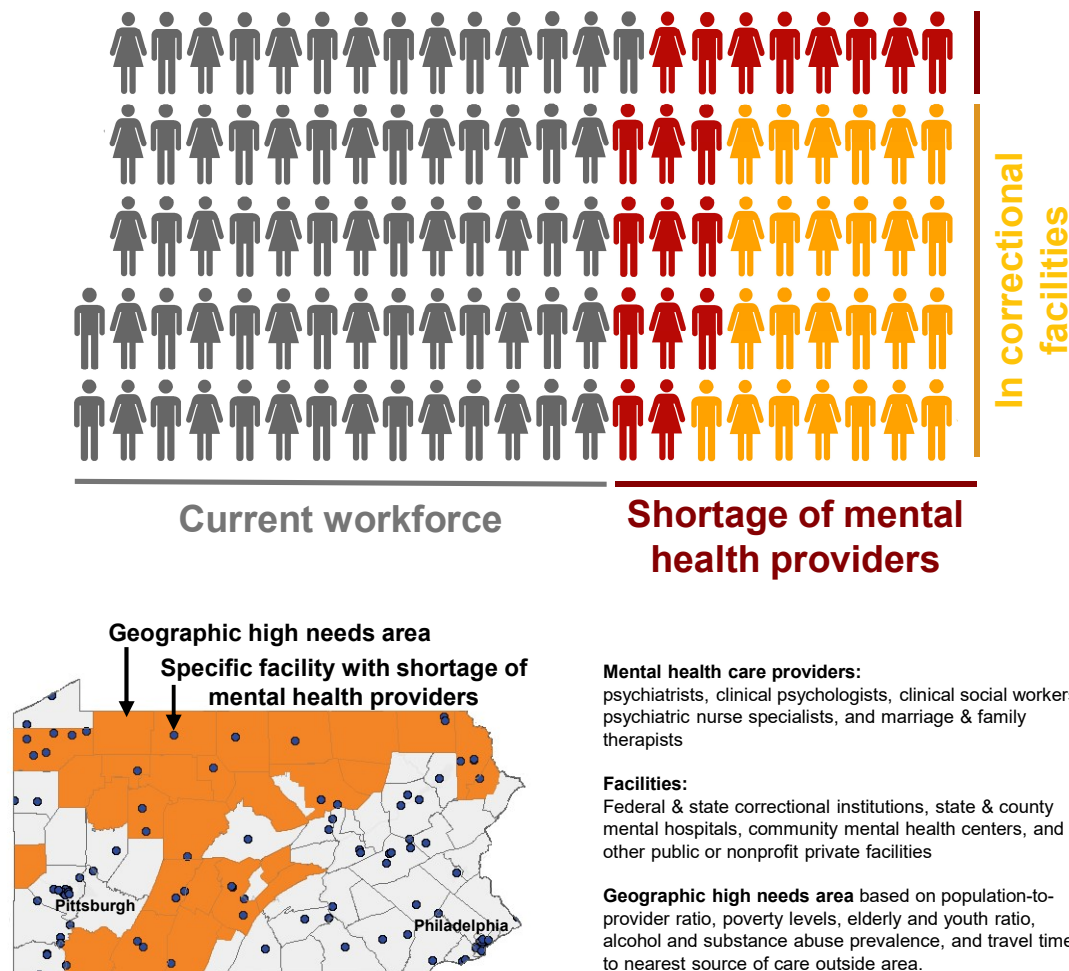 In correctional
facilities
Current workforce
Shortage of mental
health providers
Geographic high needs area
Specific facility with shortage of
mental health providers
Pittsburgh
Philadelphia
Mental health care providers:
psychiatrists, clinical psychologists, clinical social worker
psychiatric nurse specialists, and marriage & family
therapists
Facilities:
Federal & state correctional institutions, state & county
mental hospitals, community mental health centers, and
other public or nonprofit private facilities
Geographic high needs area based on population-to-
provider ratio, poverty levels, elderly and youth ratio,
alcohol and substance abuse prevalence, and travel time
to nearest source of care outside area.